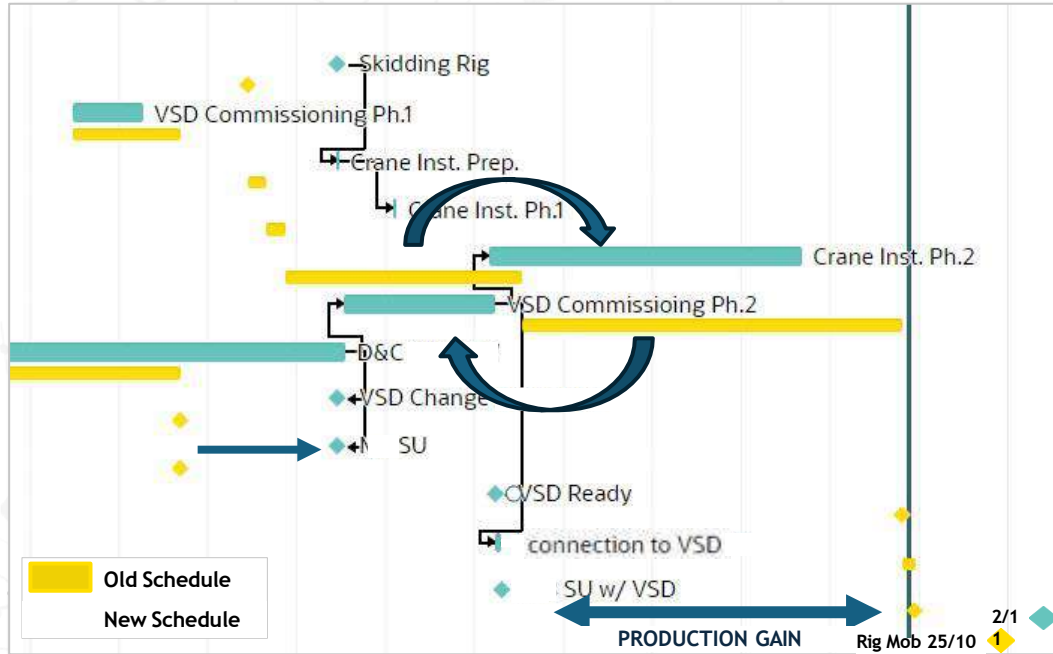 Skidding Rig
VSD Commissioning Ph.1
Crane Inst. Prep.
Crane Inst. Ph.1
Crane Inst. Ph.2
VSD Commissioing Ph.2
D&C
VSD Change
SU
VSD Ready
connection to VSD
SU w/ VSD
Old Schedule
New Schedule
PRODUCTION GAIN
2/1
Rig Mob 25/10
1